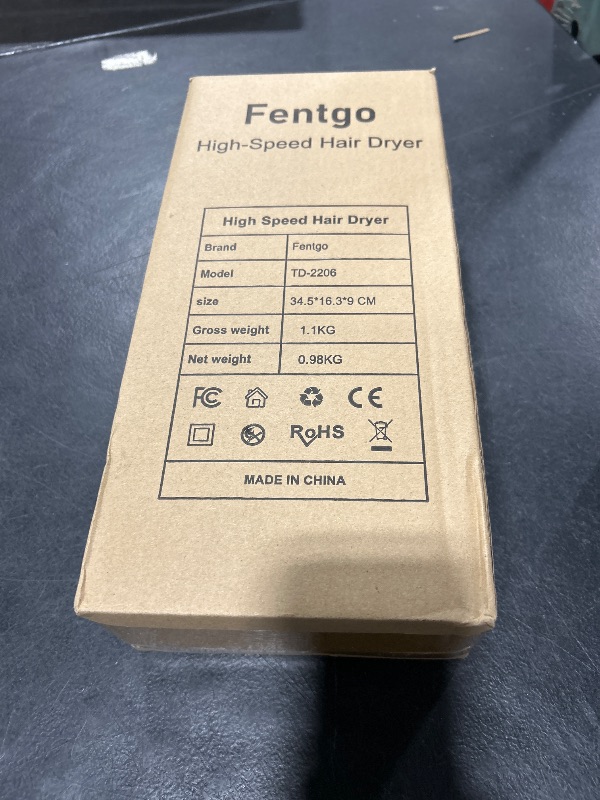 Fentgo
High-Speed Hair Dryer
High Speed Hair Dryer
Brand Fentgo
Model TD-2206
size 34.5*16.3*9 CM
Gross weight 1.1KG
Net weight 0.98KG
FC CE
RoHS
MADE IN CHINA